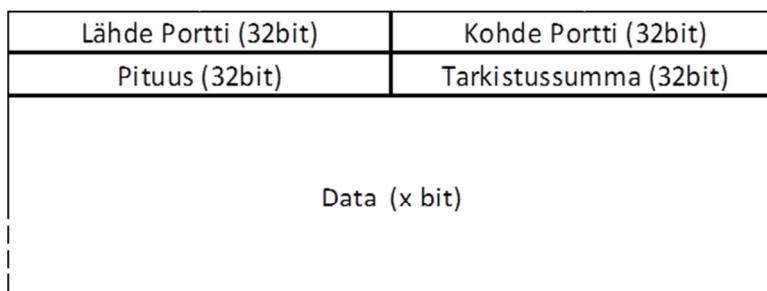 Lähde Portti (32bit) Kohde Portti (32bit)
Pituus (32bit) Tarkistussumma (32bit)
Data (x bit)